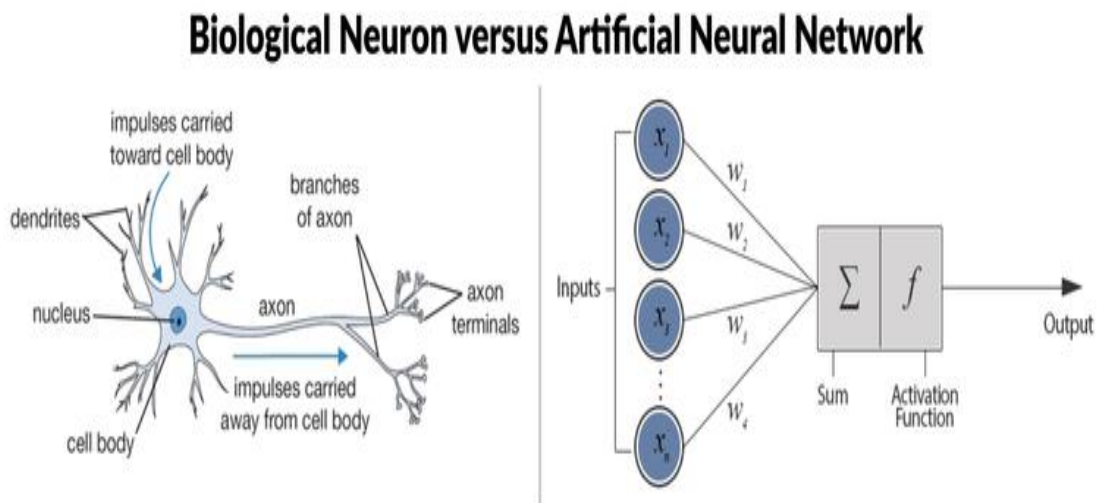 Biological Neuron versus Artificial Neural Network
impulses carried
toward cell body
dendrites
branches
of axon
nucleus
axon
axon
terminals
impulses carried
away from cell body
cell body
Inputs
x₁
x₂
x₃
x_n
w₁
w₂
w₃
w₄
Σ
f
Sum
Activation
Function
Output